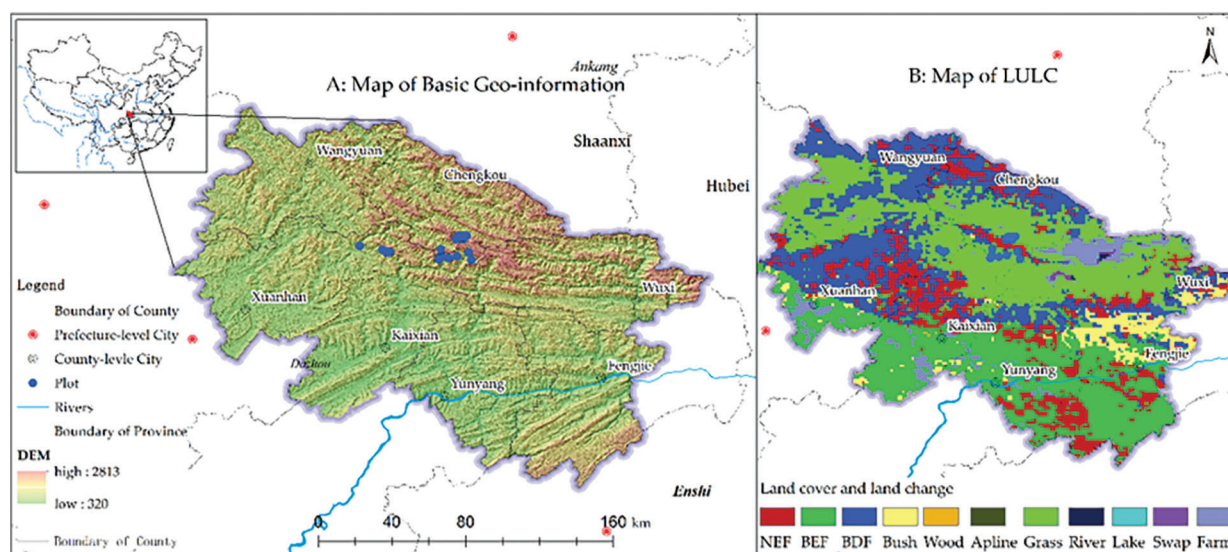 A: Map of Basic Geo-information
Ankang
Shaanxi
Hubei
Wangyuan
Chengkou
Xuanhan
Wuxi
Kaixian
Dazhou
Fengjie
Yunyang
Enshi
Legend
Boundary of County
Prefecture-level City
County-levle City
Plot
Rivers
Boundary of Province
DEM
high : 2813
low : 320
Boundary of County
0 40 80 160 km
N
B: Map of LULC
Wangyuan
Chengkou
Xuanhan
Wuxi
Kaixian
Fengjie
Yunyang
Land cover and land change
NEF BEF BDF Bush Wood Apline Grass River Lake Swap Farm